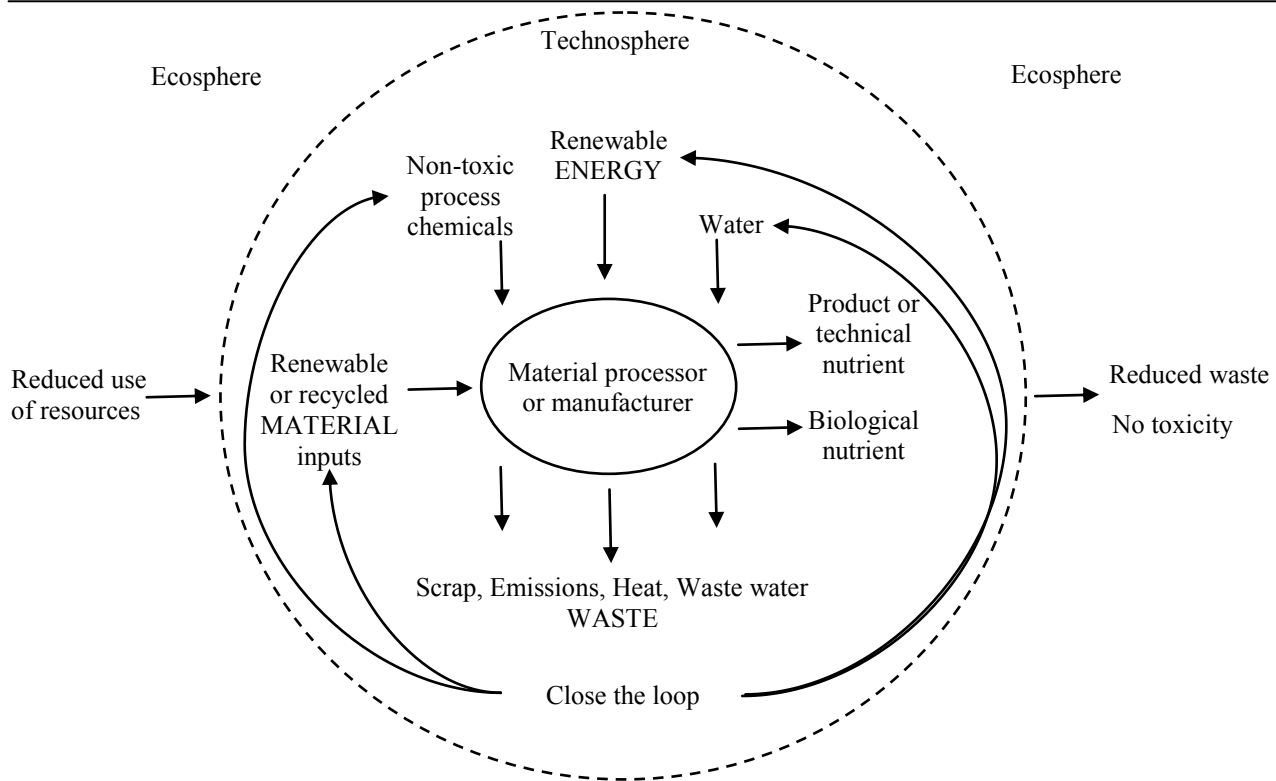 Technosphere
Ecosphere
Ecosphere
Renewable
ENERGY
Non-toxic
process
chemicals
Water
Product or
technical
nutrient
Renewable
or recycled
MATERIAL
inputs
Material processor
or manufacturer
Reduced use
of resources
Reduced waste
No toxicity
Biological
nutrient
Scrap, Emissions, Heat, Waste water
WASTE
Close the loop